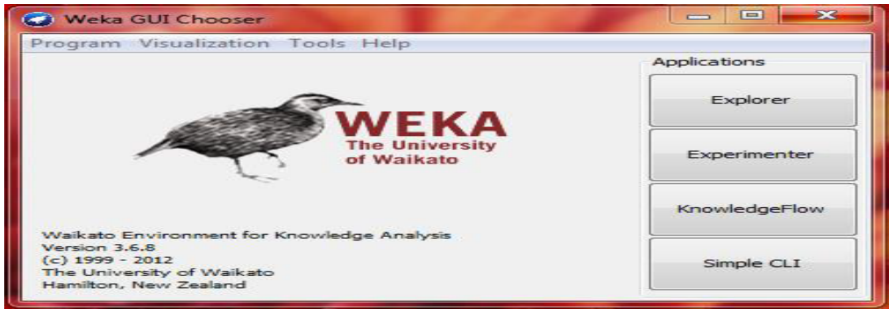 Weka GUI Chooser
Program Visualization Tools Help
WEKA
The University
of Waikato
Waikato Environment for Knowledge Analysis
Version 3.6.8
(c) 1999 - 2012
The University of Waikato
Hamilton, New Zealand
Applications
Explorer
Experimenter
KnowledgeFlow
Simple CLI